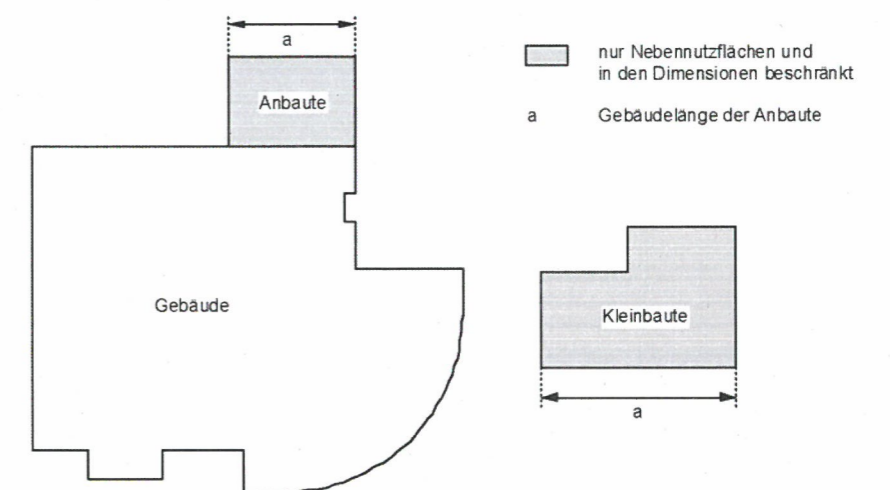 a
Anbaute
nur Nebennutzflächen und
in den Dimensionen beschränkt
a Gebäudelänge der Anbaute
Gebäude
Kleinbaute
a